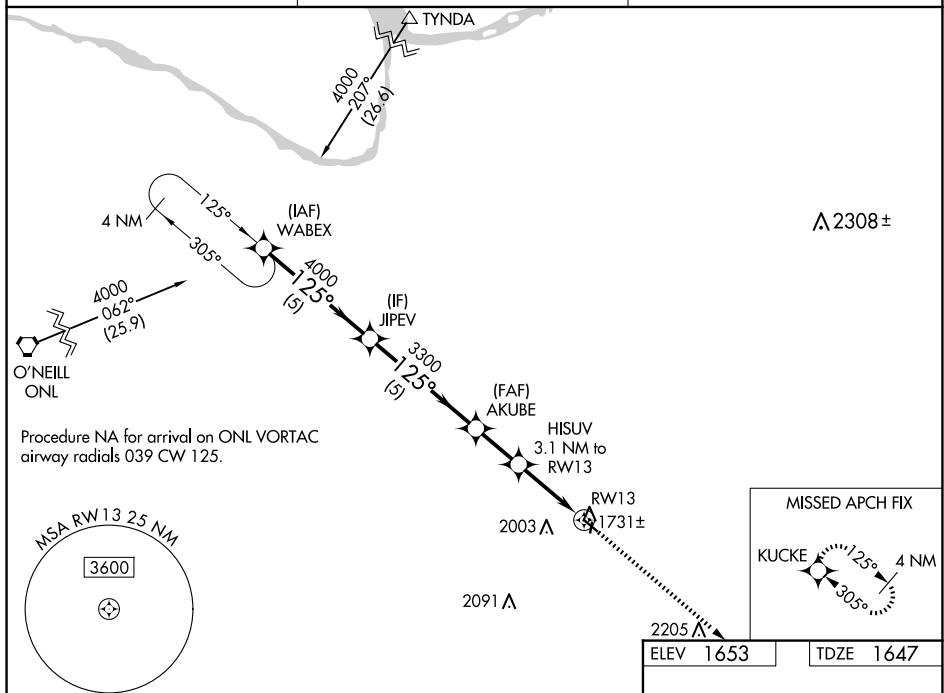 TYNDA
4000
207°
(26.6)
4 NM
125°
305°
(IAF)
WABEX
2308±
4000
125°
(5)
4000
062°
(25.9)
(IF)
JIPEV
O'NEILL
ONL
3300
125°
(5)
(FAF)
AKUBE
Procedure NA for arrival on ONL VORTAC
airway radials 039 CW 125.
HISUV
3.1 NM to
RW13
RW13
1731±
2003
MISSED APCH FIX
KUCKE
125°
4 NM
305°
MSA RW13 25 NM
3600
2091
2205
ELEV 1653
TDZE 1647